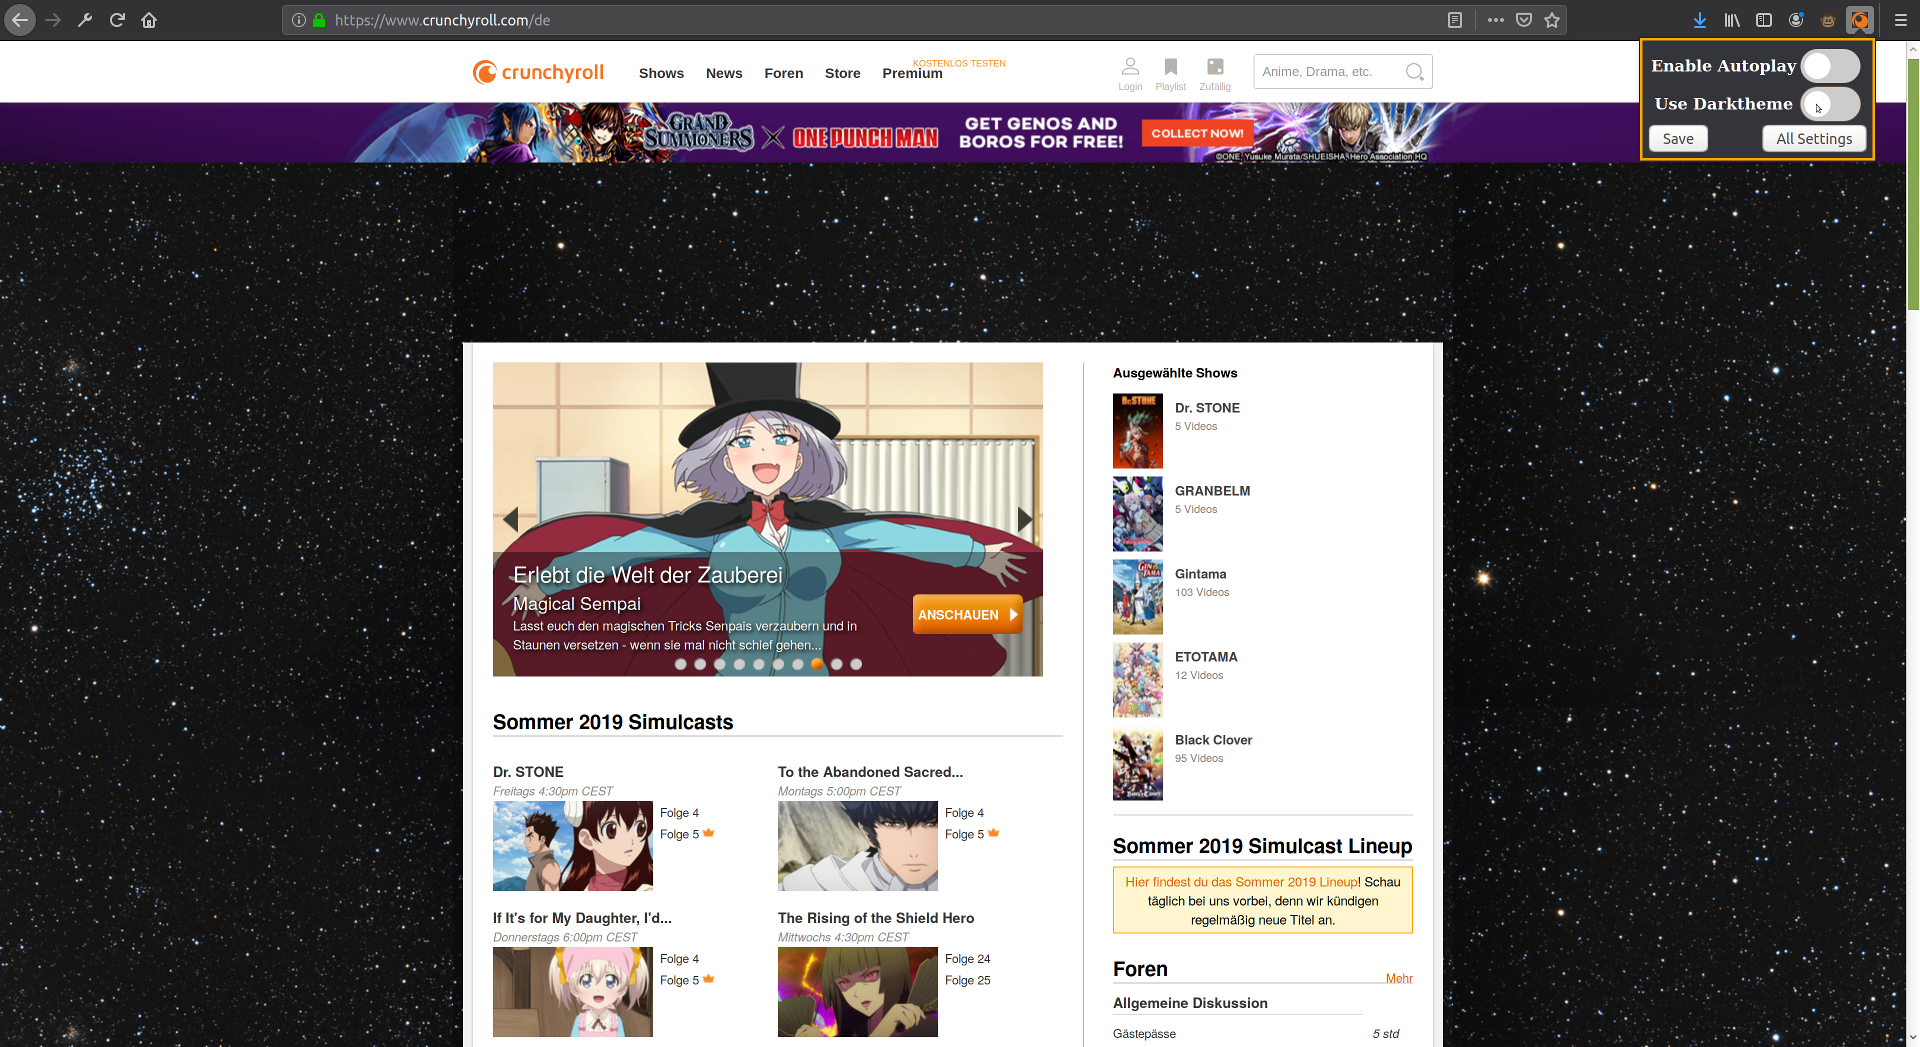 https://www.crunchyroll.com/de
crunchyroll
Shows
News
Foren
Store
Premium
KOSTENLOS TESTEN
Login
Playlist
Zufällig
Anime, Drama, etc.
Enable Autoplay
Use Darktheme
Save
All Settings
GRAND SUMMONERS
ONE PUNCH MAN
GET GENOS AND
BOROS FOR FREE!
COLLECT NOW!
©ONE, Yusuke Murata/SHUEISHA, Hero Association HQ
Erlebt die Welt der Zauberei
Magical Sempai
Lasst euch den magischen Tricks Senpais verzaubern und in
Staunen versetzen - wenn sie mal nicht schief gehen...
ANSCHAUEN
Sommer 2019 Simulcasts
Dr. STONE
Freitags 4:30pm CEST
Folge 4
Folge 5
To the Abandoned Sacred...
Montags 5:00pm CEST
Folge 4
Folge 5
If It's for My Daughter, I'd...
Donnerstags 6:00pm CEST
Folge 4
Folge 5
The Rising of the Shield Hero
Mittwochs 4:30pm CEST
Folge 24
Folge 25
Ausgewählte Shows
Dr.STONE
Dr. STONE
5 Videos
GRANBELM
5 Videos
GINTAMA
Gintama
103 Videos
ETOTAMA
12 Videos
Black Clover
95 Videos
Sommer 2019 Simulcast Lineup
Hier findest du das Sommer 2019 Lineup! Schau
täglich bei uns vorbei, denn wir kündigen
regelmäßig neue Titel an.
Foren
Mehr
Allgemeine Diskussion
Gästepässe
5 std